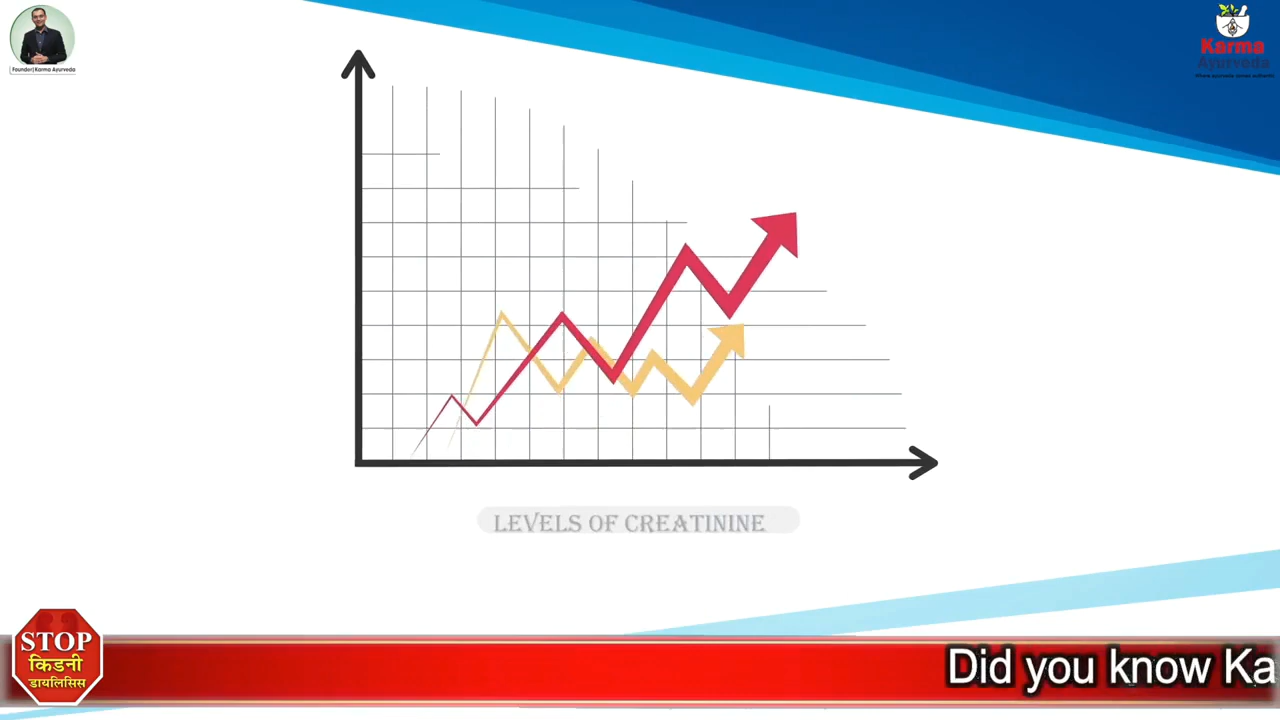 Founder|Karma Ayurveda
Karma
Ayurveda
LEVELS OF CREATININE
STOP
किडनी
डायलिसिस
Did you know Ka